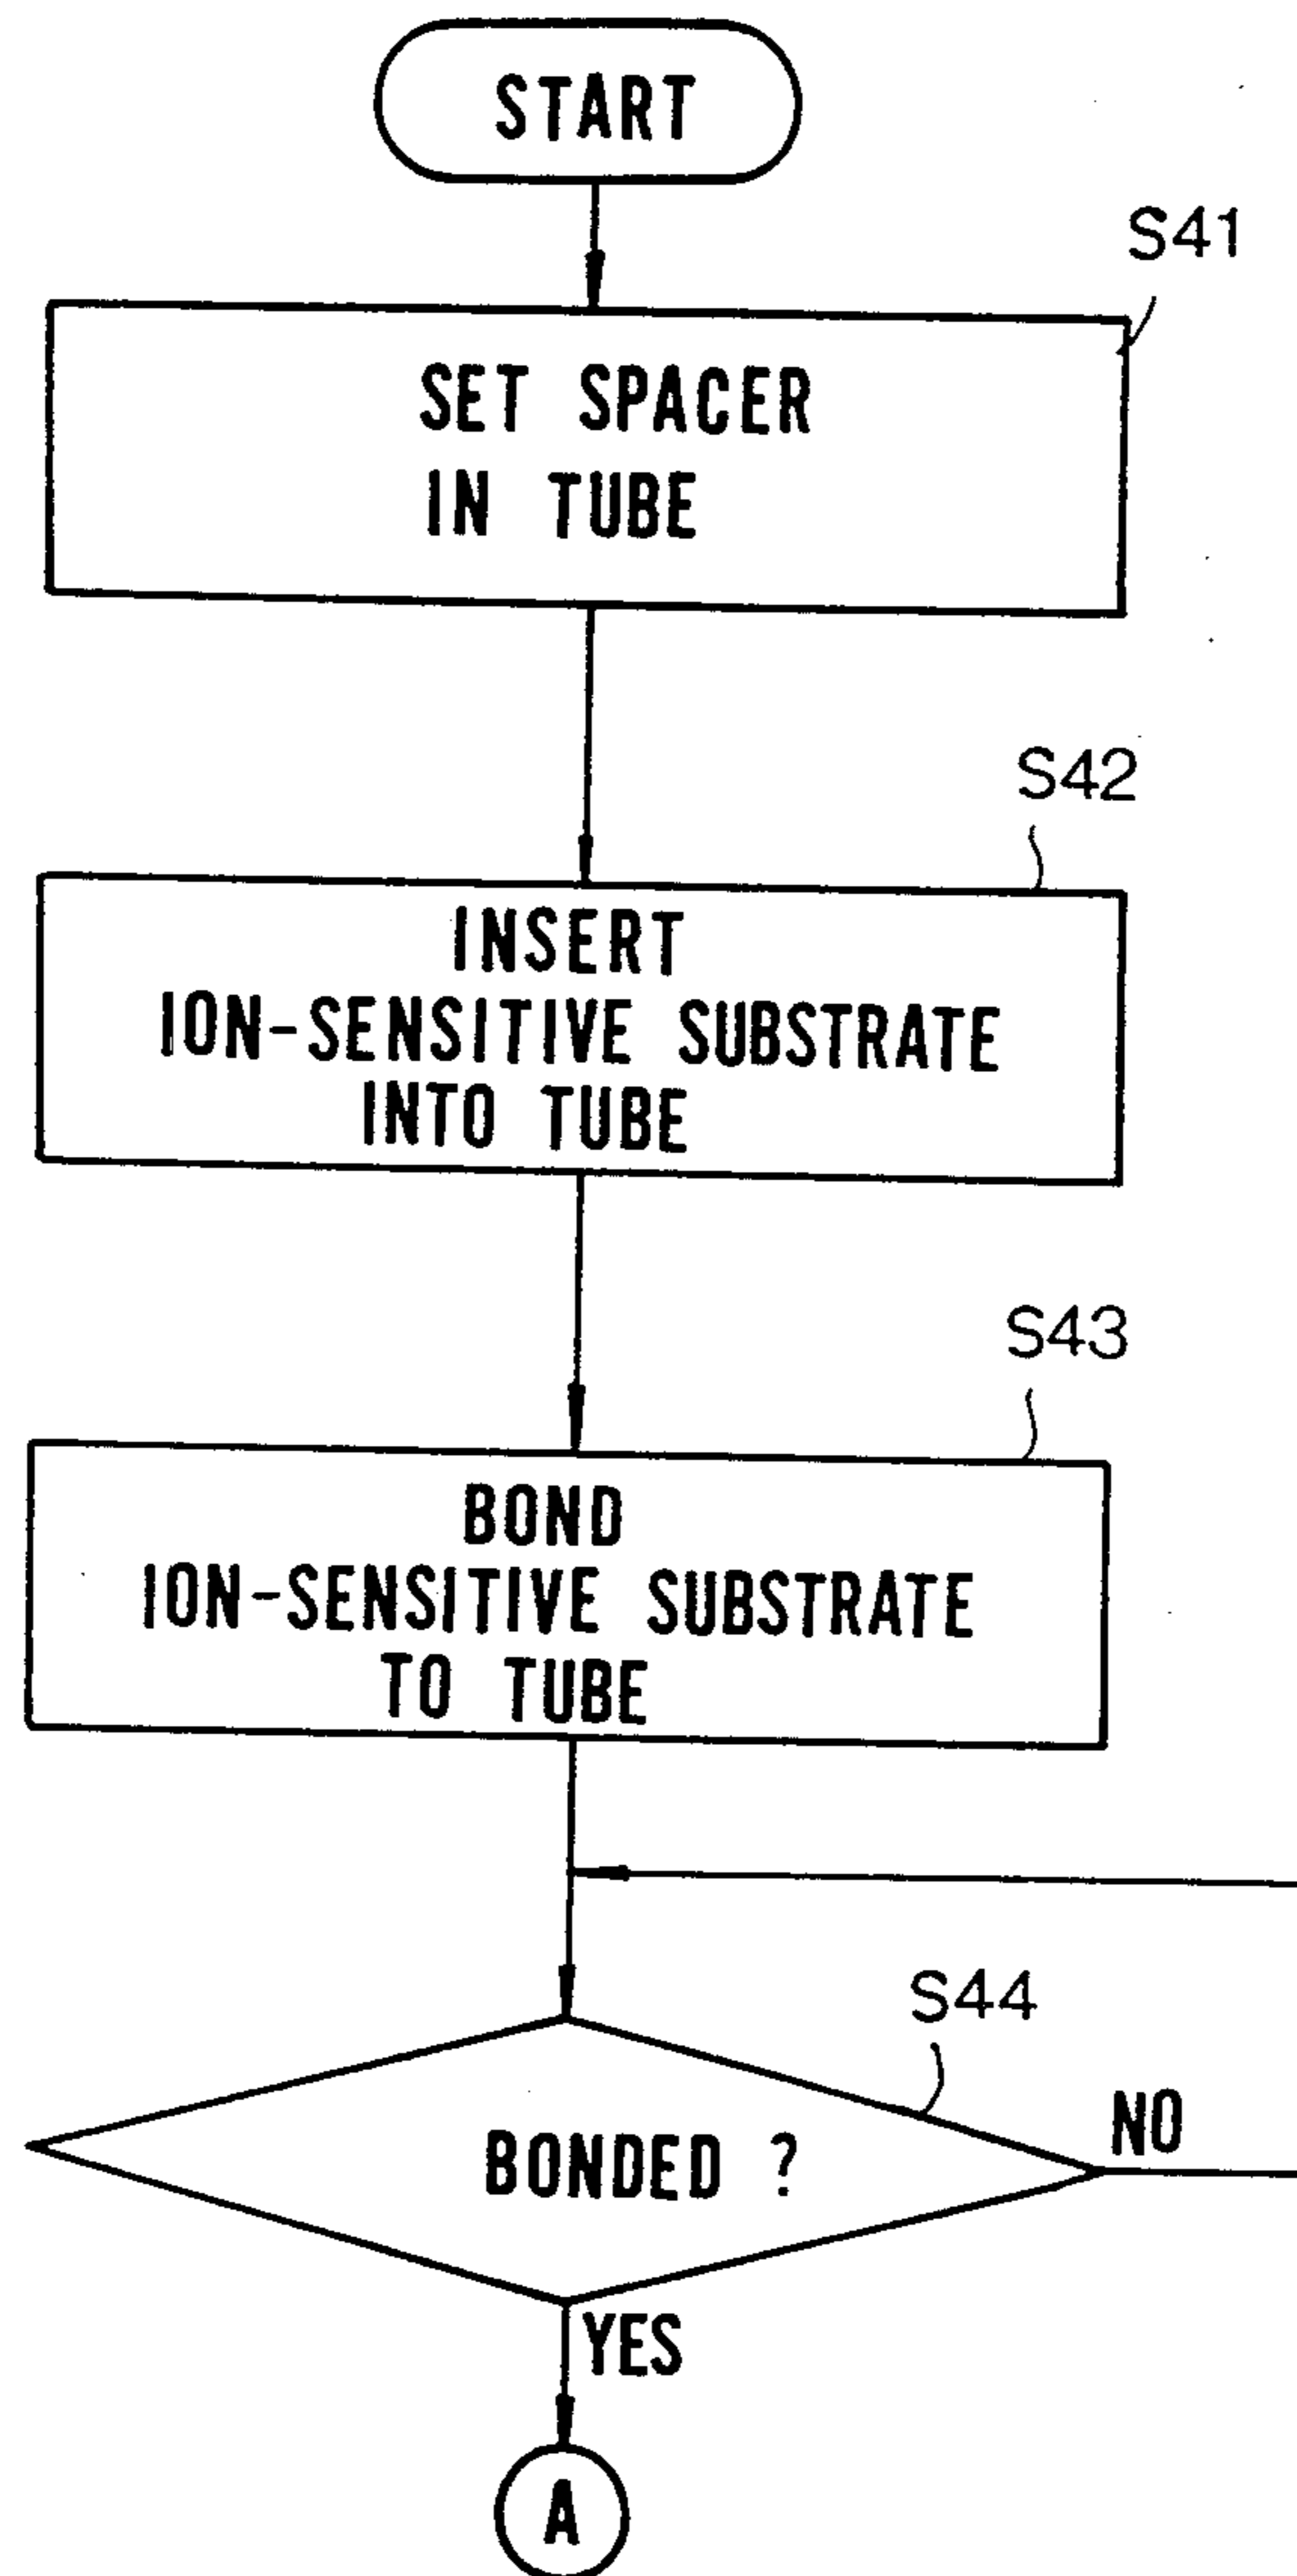 START
S41
SET SPACER
IN TUBE
S42
INSERT
ION-SENSITIVE SUBSTRATE
INTO TUBE
S43
BOND
ION-SENSITIVE SUBSTRATE
TO TUBE
S44
BONDED ?
NO
YES
A